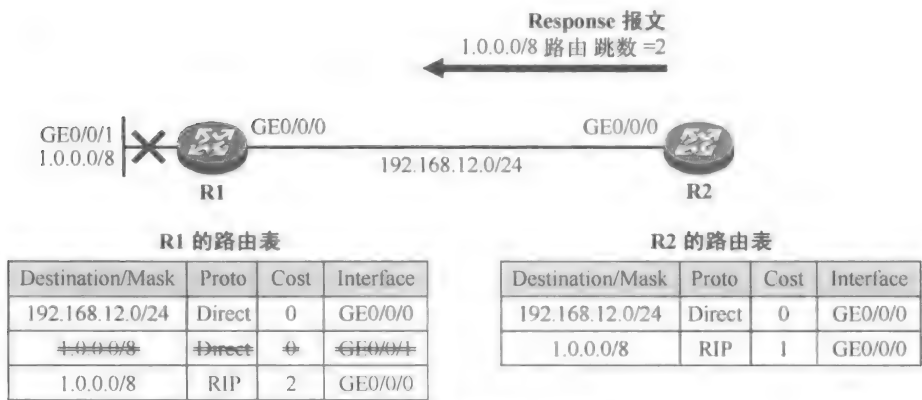 Response 报文
1.0.0.0/8 路由 跳数 =2
GE0/0/1
1.0.0.0/8
GE0/0/0
GE0/0/0
192.168.12.0/24
R1
R2
R1 的路由表
Destination/Mask Proto Cost Interface
192.168.12.0/24 Direct 0 GE0/0/0
1.0.0.0/8 Direct 0 GE0/0/1
1.0.0.0/8 RIP 2 GE0/0/0
R2 的路由表
Destination/Mask Proto Cost Interface
192.168.12.0/24 Direct 0 GE0/0/0
1.0.0.0/8 RIP 1 GE0/0/0